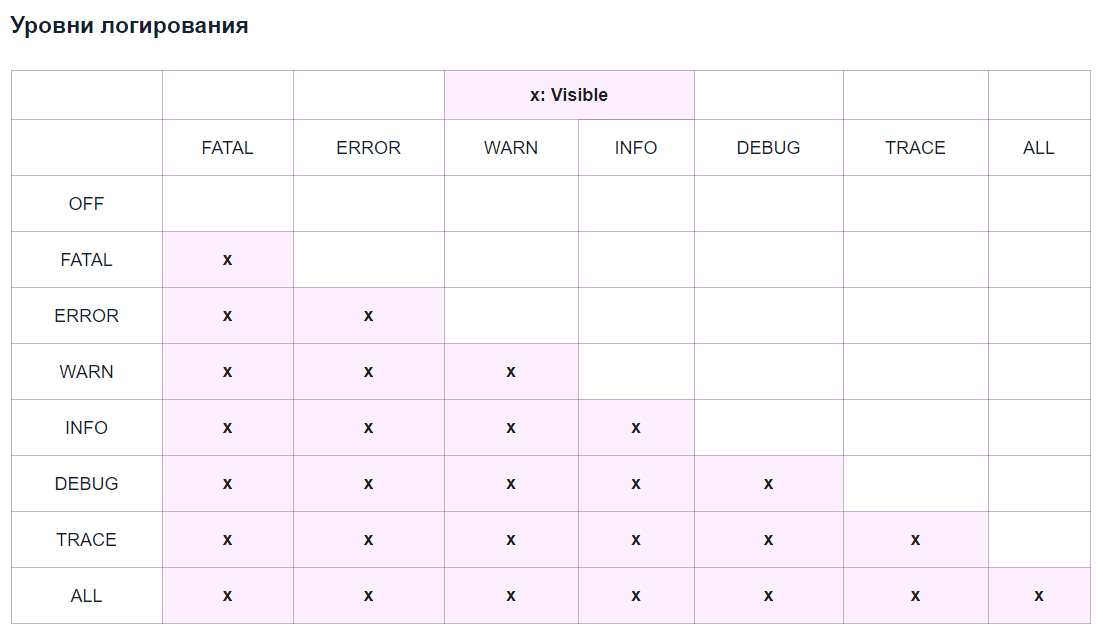 Уровни логирования
x: Visible
FATAL ERROR WARN INFO DEBUG TRACE ALL
OFF
FATAL x
ERROR x x
WARN x x x
INFO x x x x
DEBUG x x x x x
TRACE x x x x x x
ALL x x x x x x x